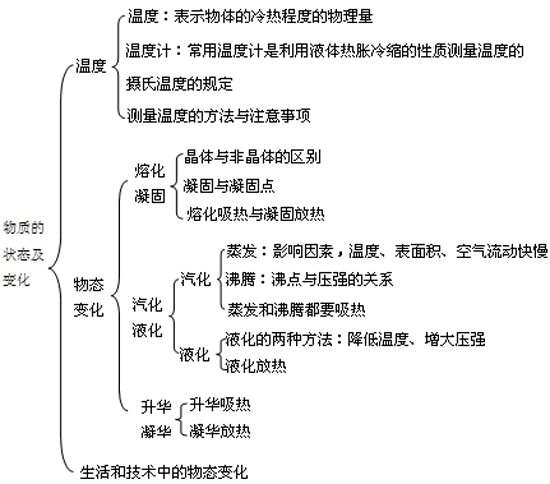 温度：表示物体的冷热程度的物理量
温度计：常用温度计是利用液体热胀冷缩的性质测量温度的
温度
摄氏温度的规定
测量温度的方法与注意事项
晶体与非晶体的区别
熔化
凝固
凝固与凝固点
熔化吸热与凝固放热
物质的
状态及
变化
蒸发：影响因素，温度、表面积、空气流动快慢
物态
变化
汽化
液化
汽化
沸腾：沸点与压强的关系
蒸发和沸腾都要吸热
液化
液化的两种方法：降低温度、增大压强
液化放热
升华
凝华
升华吸热
凝华放热
生活和技术中的物态变化